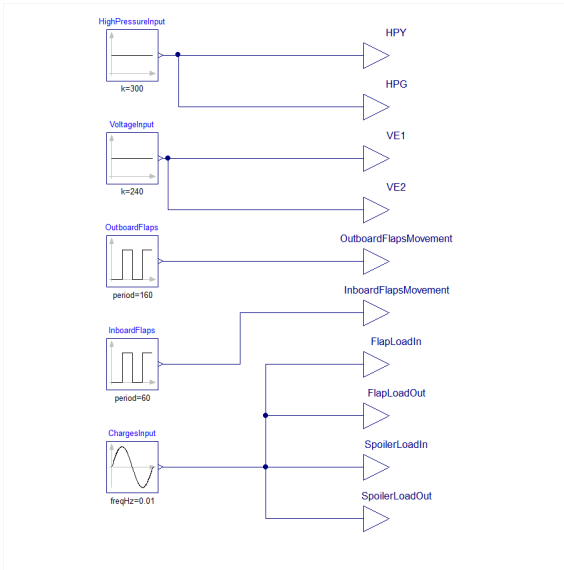 HighPressureInput
HPY
k=300
HPG
VoltageInput
VE1
k=240
VE2
OutboardFlaps
OutboardFlapsMovement
period=160
InboardFlapsMovement
InboardFlaps
FlapLoadIn
period=60
FlapLoadOut
ChargesInput
SpoilerLoadIn
freqHz=0.01
SpoilerLoadOut